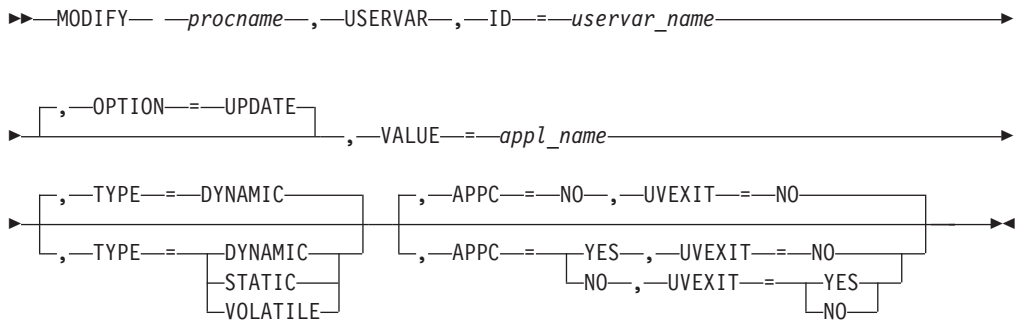 MODIFY procname , USERVAR , ID = uservar_name
, OPTION = UPDATE
, VALUE = appl_name
, TYPE = DYNAMIC , APPC = NO , UVEXIT = NO
, TYPE = DYNAMIC , APPC = YES , UVEXIT = NO
STATIC NO , UVEXIT = YES
VOLATILE NO